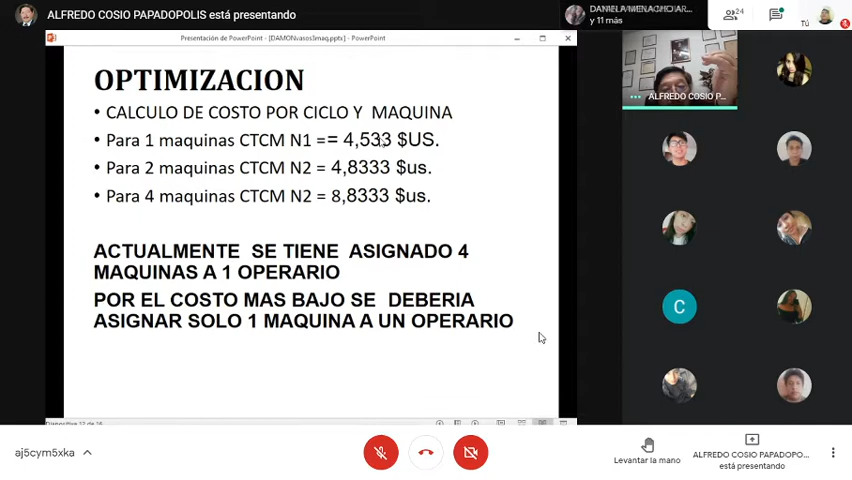 ALFREDO COSIO PAPADOPOLIS está presentando
DANIELA MENACHO AR...
y 11 más
24
Tú
Presentación de PowerPoint - [DAMONvasos3maq.pptx] - PowerPoint
OPTIMIZACION
• CALCULO DE COSTO POR CICLO Y MAQUINA
• Para 1 maquinas CTCM N1 == 4,533 $US.
• Para 2 maquinas CTCM N2 = 4,8333 $us.
• Para 4 maquinas CTCM N2 = 8,8333 $us.
ACTUALMENTE SE TIENE ASIGNADO 4
MAQUINAS A 1 OPERARIO
POR EL COSTO MAS BAJO SE DEBERIA
ASIGNAR SOLO 1 MAQUINA A UN OPERARIO
ALFREDO COSIO P...
C
aj5cym5xka
Levantar la mano
ALFREDO COSIO PAPADOPO...
está presentando